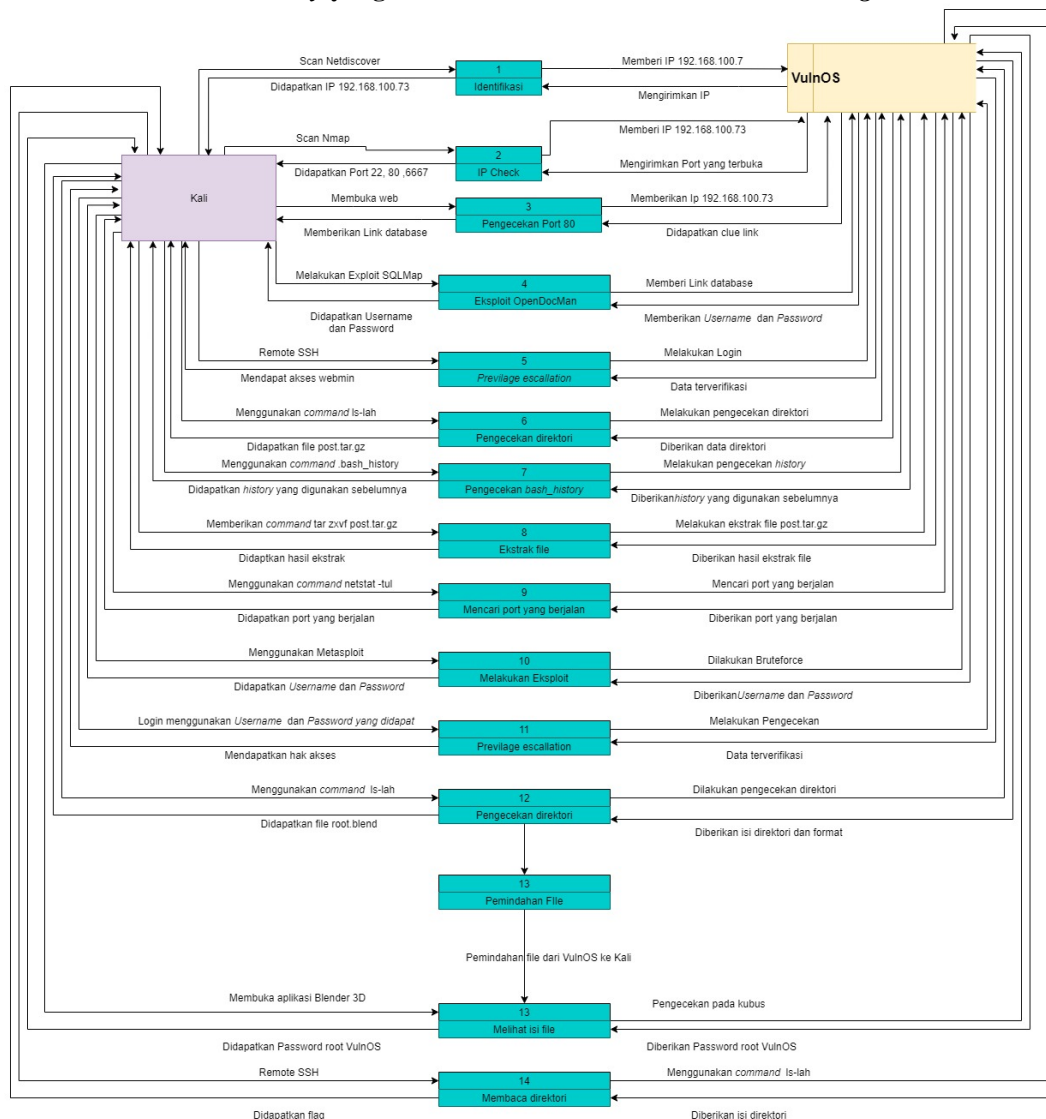 Scan Netdiscover
1
Memberi IP 192.168.100.7
VulnOS
Didapatkan IP 192.168.100.73
Identifikasi
Mengirimkan IP
Memberi IP 192.168.100.73
Scan Nmap
2
Didapatkan Port 22, 80 ,6667
IP Check
Mengirimkan Port yang terbuka
Kali
Membuka web
3
Memberikan Ip 192.168.100.73
Memberikan Link database
Pengecekan Port 80
Didapatkan clue link
Melakukan Exploit SQLMap
4
Memberi Link database
Eksploit OpenDocMan
Didapatkan Username
dan Password
Memberikan Username dan Password
Remote SSH
5
Melakukan Login
Mendapat akses webmin
Previlage escallation
Data terverifikasi
Menggunakan command ls-lah
6
Melakukan pengecekan direktori
Didapatkan file post.tar.gz
Pengecekan direktori
Diberikan data direktori
Menggunakan command .bash_history
7
Melakukan pengecekan history
Didapatkan history yang digunakan sebelumnya
Pengecekan bash_history
Diberikanhistory yang digunakan sebelumnya
Memberikan command tar zxvf post.tar.gz
8
Melakukan ekstrak file post.tar.gz
Didaptkan hasil ekstrak
Ekstrak file
Diberikan hasil ekstrak file
Menggunakan command netstat -tul
9
Mencari port yang berjalan
Didapatkan port yang berjalan
Mencari port yang berjalan
Diberikan port yang berjalan
Menggunakan Metasploit
10
Dilakukan Bruteforce
Didapatkan Username dan Password
Melakukan Eksploit
DiberikanUsername dan Password
Login menggunakan Username dan Password yang didapat
11
Melakukan Pengecekan
Mendapatkan hak akses
Previlage escallation
Data terverifikasi
Menggunakan command ls-lah
12
Dilakukan pengecekan direktori
Didapatkan file root.blend
Pengecekan direktori
Diberikan isi direktori dan format
13
Pemindahan FIle
Pemindahan file dari VulnOS ke Kali
Membuka aplikasi Blender 3D
13
Pengecekan pada kubus
Didapatkan Password root VulnOS
Melihat isi file
Diberikan Password root VulnOS
Remote SSH
14
Menggunakan command ls-lah
Membaca direktori
Didapatkan flag
Diberikan isi direktori